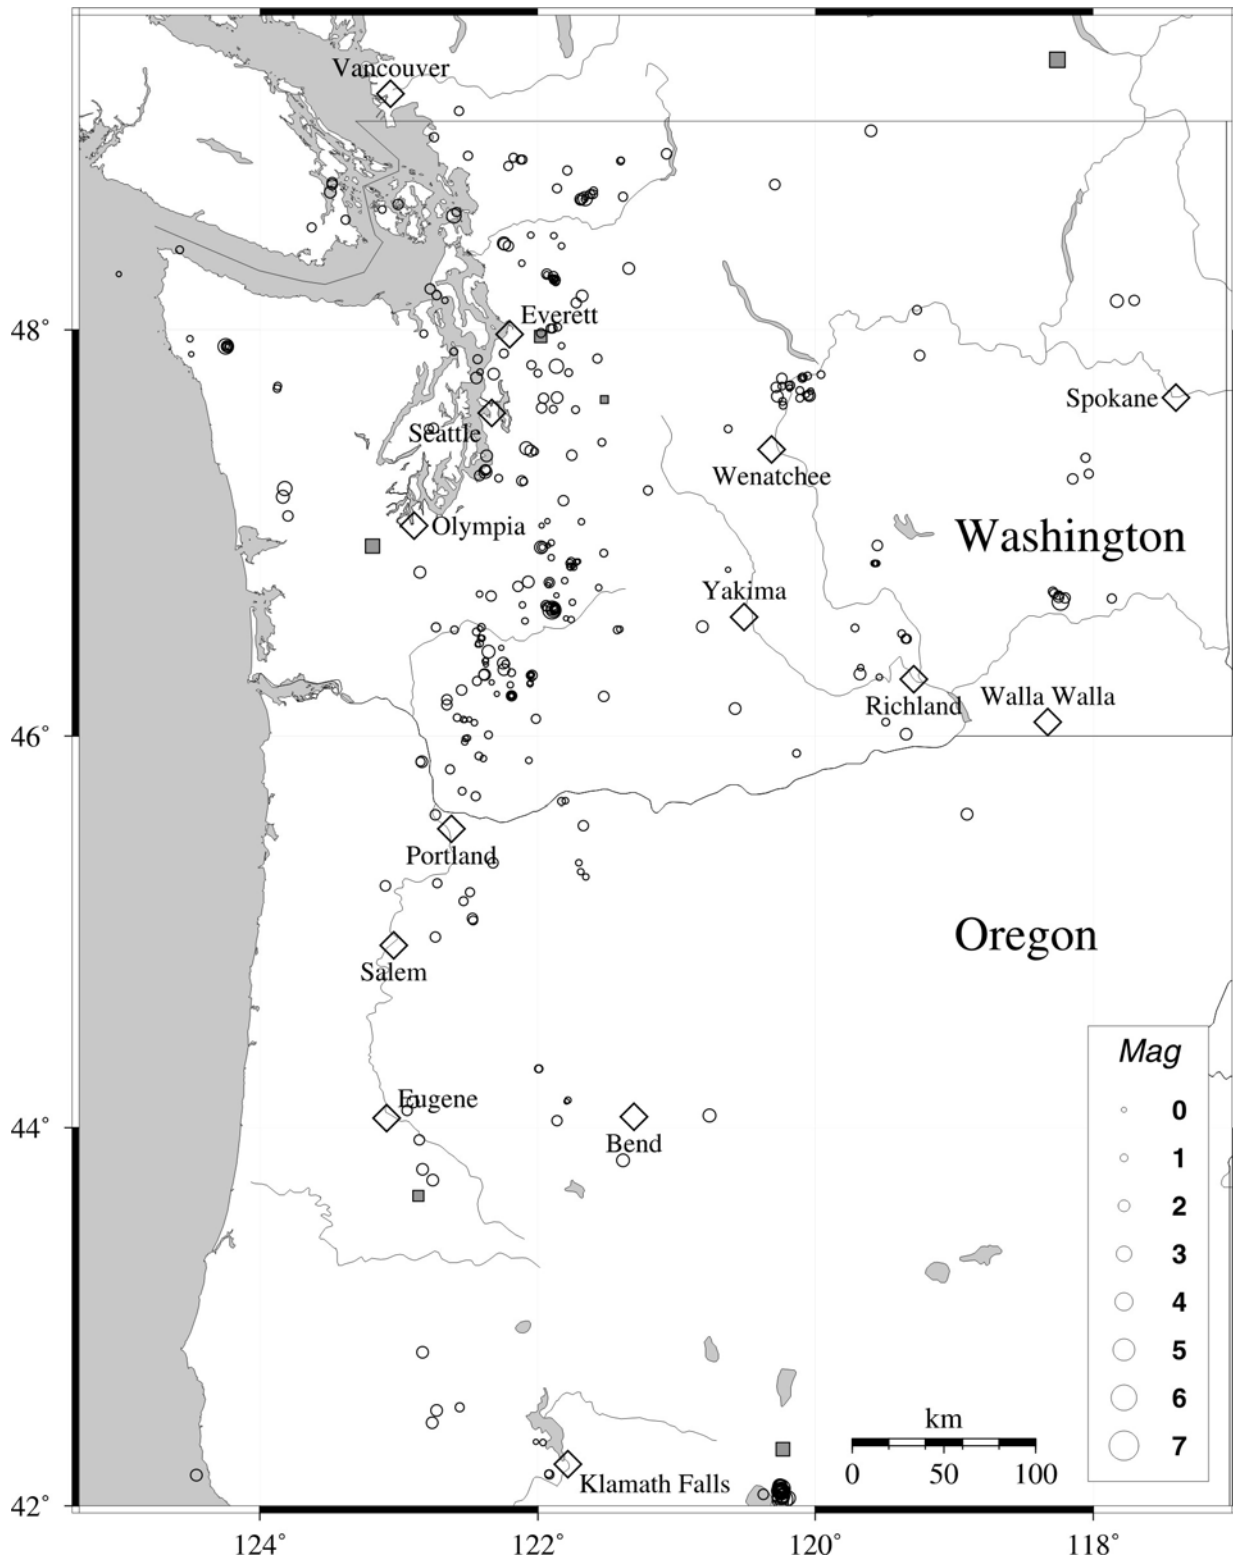 Vancouver
Everett
48°
Spokane
Seattle
Wenatchee
Olympia
Washington
Yakima
Richland
Walla Walla
46°
Portland
Oregon
Salem
Mag
0
1
2
3
4
5
6
7
Eugene
44°
Bend
km
0 50 100
Klamath Falls
42°
124° 122° 120° 118°